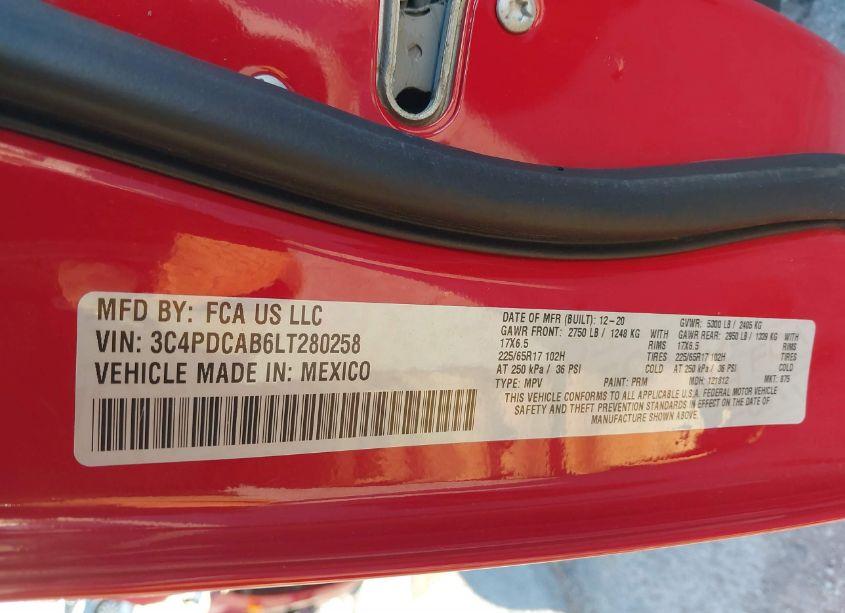 MFD BY: FCA US LLC
VIN: 3C4PDCAB6LT280258
VEHICLE MADE IN: MEXICO
DATE OF MFR (BUILT): 12-20 GVWR: 5300 LB / 2405 KG
GAWR FRONT: 2750 LB / 1248 KG WITH GAWR REAR: 2950 LB / 1339 KG WITH
17X6.5 RIMS 17X6.5 RIMS
225/65R17 102H TIRES 225/65R17 102H TIRES
AT 250 kPa / 36 PSI COLD AT 250 kPa / 36 PSI COLD
TYPE: MPV PAINT: PRM MDH: 121812 MKT: 875
THIS VEHICLE CONFORMS TO ALL APPLICABLE U.S.A. FEDERAL MOTOR VEHICLE
SAFETY AND THEFT PREVENTION STANDARDS IN EFFECT ON THE DATE OF
MANUFACTURE SHOWN ABOVE.